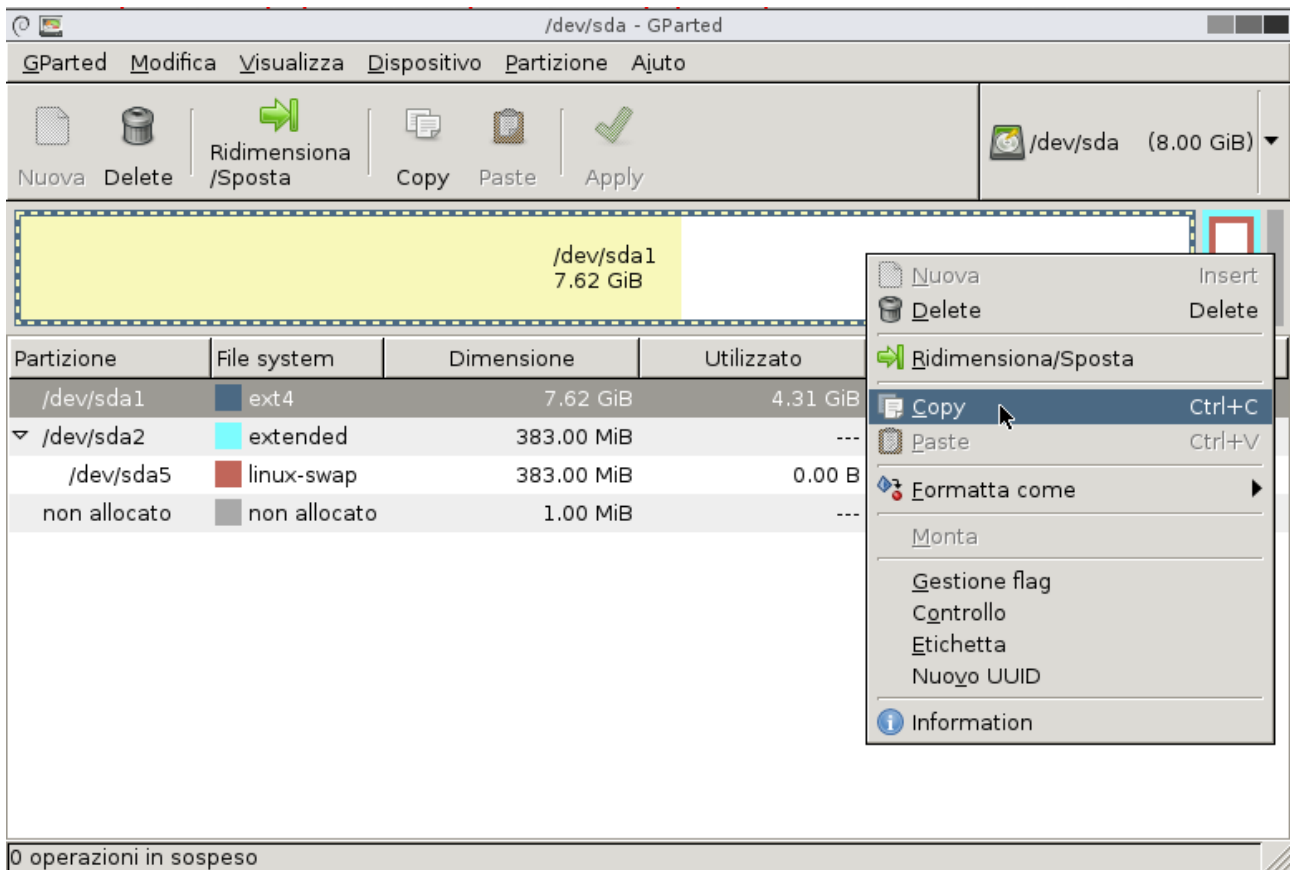 /dev/sda - GParted
GParted Modifica Visualizza Dispositivo Partizione Aiuto
Nuova Delete Ridimensiona /Sposta Copy Paste Apply
/dev/sda (8.00 GiB)
/dev/sda1
7.62 GiB
Partizione File system Dimensione Utilizzato
/dev/sda1 ext4 7.62 GiB 4.31 GiB
/dev/sda2 extended 383.00 MiB ---
/dev/sda5 linux-swap 383.00 MiB 0.00 B
non allocato non allocato 1.00 MiB ---
Nuova Insert
Delete Delete
Ridimensiona/Sposta
Copy Ctrl+C
Paste Ctrl+V
Formatta come
Monta
Gestione flag
Controllo
Etichetta
Nuovo UUID
Information
0 operazioni in sospeso